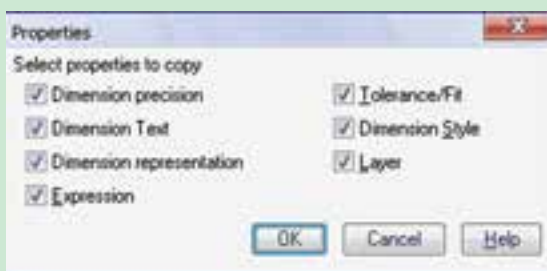 Properties
Select properties to copy
Dimension precision
Tolerance/Fit
Dimension Text
Dimension Style
Dimension representation
Layer
Expression
OK
Cancel
Help